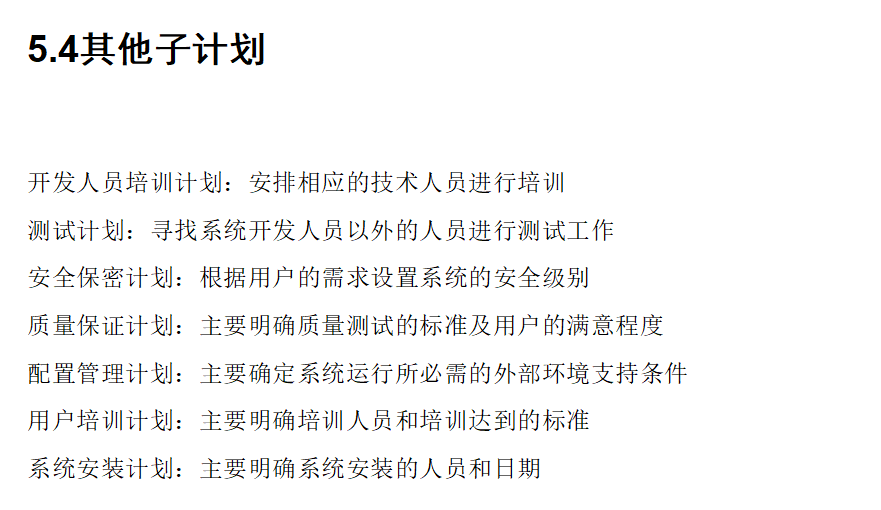 5.4其他子计划
开发人员培训计划：安排相应的技术人员进行培训
测试计划：寻找系统开发人员以外的人员进行测试工作
安全保密计划：根据用户的需求设置系统的安全级别
质量保证计划：主要明确质量测试的标准及用户的满意程度
配置管理计划：主要确定系统运行所必需的外部环境支持条件
用户培训计划：主要明确培训人员和培训达到的标准
系统安装计划：主要明确系统安装的人员和日期